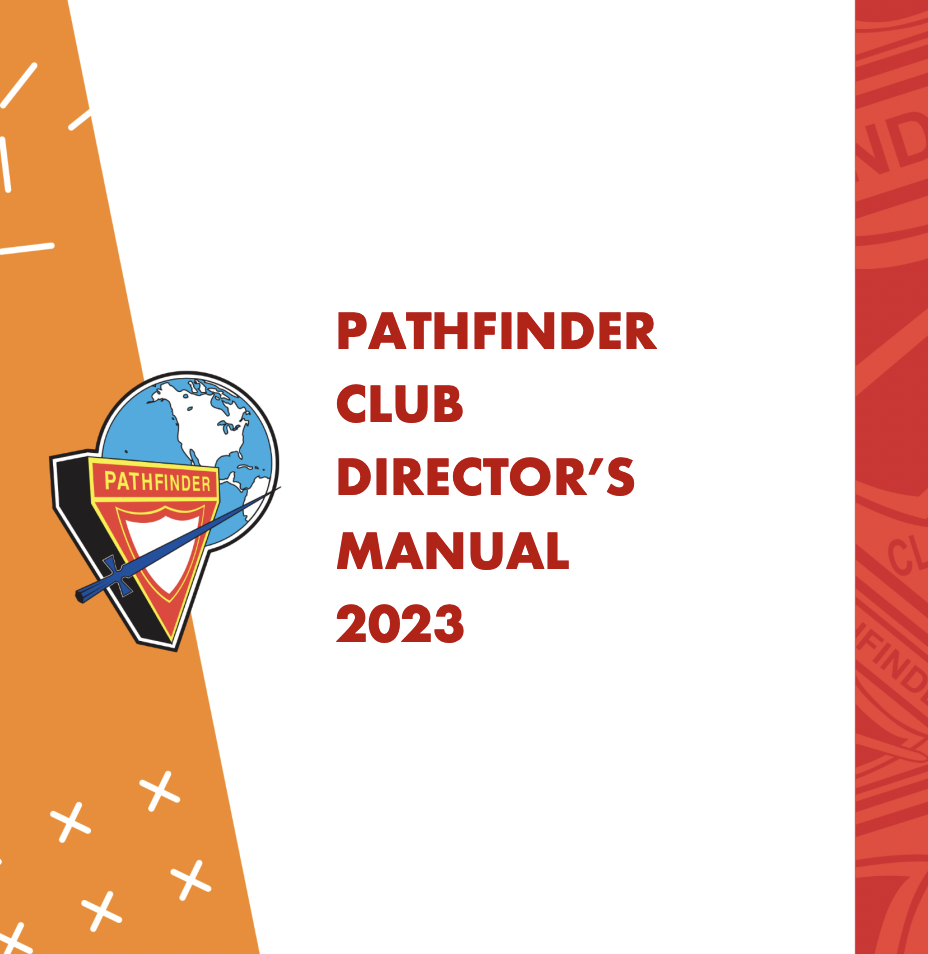 PATHFINDER
CLUB
DIRECTOR’S
MANUAL
2023
PATHFINDER